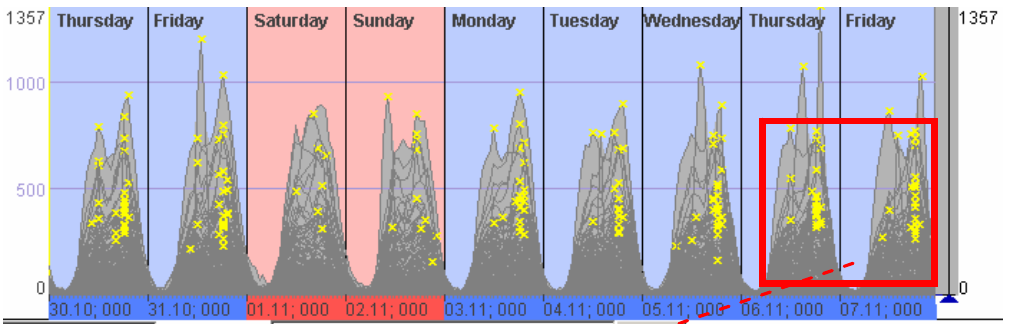 1357 Thursday Friday Saturday Sunday Monday Tuesday Wednesday Thursday Friday 1357
1000
500
0 0
30.10; 000 31.10; 000 01.11; 000 02.11; 000 03.11; 000 04.11; 000 05.11; 000 06.11; 000 07.11; 000